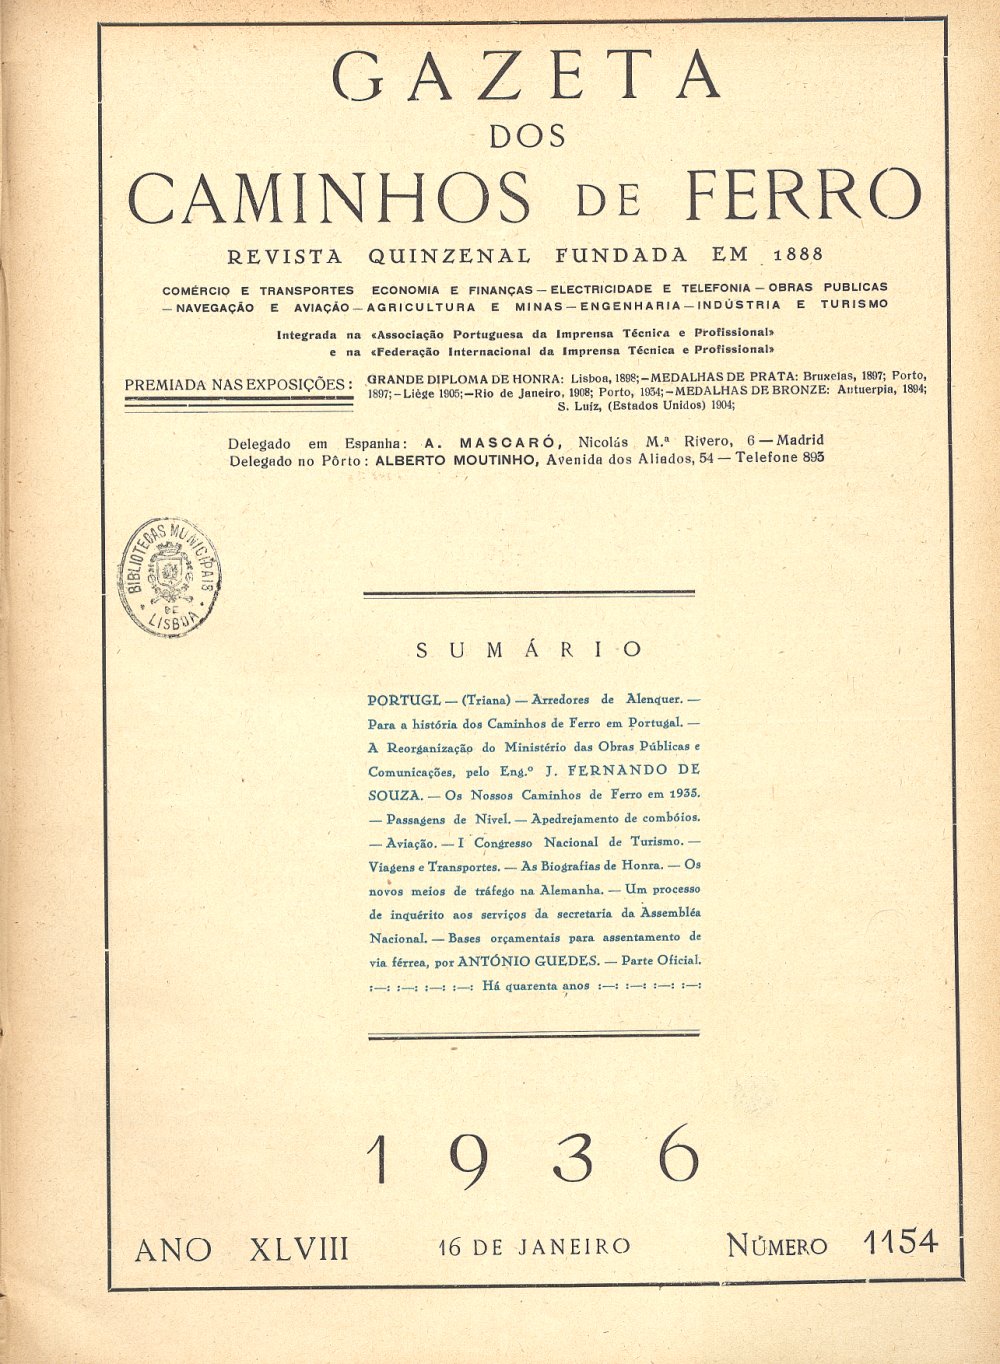 GAZETA
DOS
CAMINHOS DE FERRO
REVISTA QUINZENAL FUNDADA EM 1888
COMÉRCIO E TRANSPORTES ECONOMIA E FINANÇAS—ELECTRICIDADE E TELEFONIA—OBRAS PUBLICAS
—NAVEGAÇÃO E AVIAÇÃO—AGRICULTURA E MINAS—ENGENHARIA—INDÚSTRIA E TURISMO
Integrada na «Associação Portuguesa da Imprensa Técnica e Profissional»
e na «Federação Internacional da Imprensa Técnica e Profissional»
PREMIADA NAS EXPOSIÇÕES:
GRANDE DIPLOMA DE HONRA: Lisboa, 1898;—MEDALHAS DE PRATA: Bruxelas, 1897; Porto,
1897;—Liège 1905;—Rio de Janeiro, 1908; Porto, 1934;—MEDALHAS DE BRONZE: Antuerpia, 1894;
S. Luíz, (Estados Unidos) 1904;
Delegado em Espanha: A. MASCARÓ, Nicolás M.ª Rivero, 6—Madrid
Delegado no Pôrto: ALBERTO MOUTINHO, Avenida dos Aliados, 54—Telefone 893
BIBLIOTECAS MUNICIPAIS
DE
LISBOA
SUMÁRIO
PORTUGL — (Triana) — Arredores de Alenquer. —
Para a história dos Caminhos de Ferro em Portugal. —
A Reorganização do Ministério das Obras Públicas e
Comunicações, pelo Eng.º J. FERNANDO DE
SOUZA. — Os Nossos Caminhos de Ferro em 1935.
— Passagens de Nivel. — Apedrejamento de combóios.
— Aviação. — I Congresso Nacional de Turismo. —
Viagens e Transportes. — As Biografias de Honra. — Os
novos meios de tráfego na Alemanha. — Um processo
de inquérito aos serviços da secretaria da Assembléa
Nacional. — Bases orçamentais para assentamento de
via férrea, por ANTÓNIO GUEDES. — Parte Oficial.
:—: :—: :—: :—: Há quarenta anos :—: :—: :—: :—:
1936
ANO XLVIII 16 DE JANEIRO NÚMERO 1154